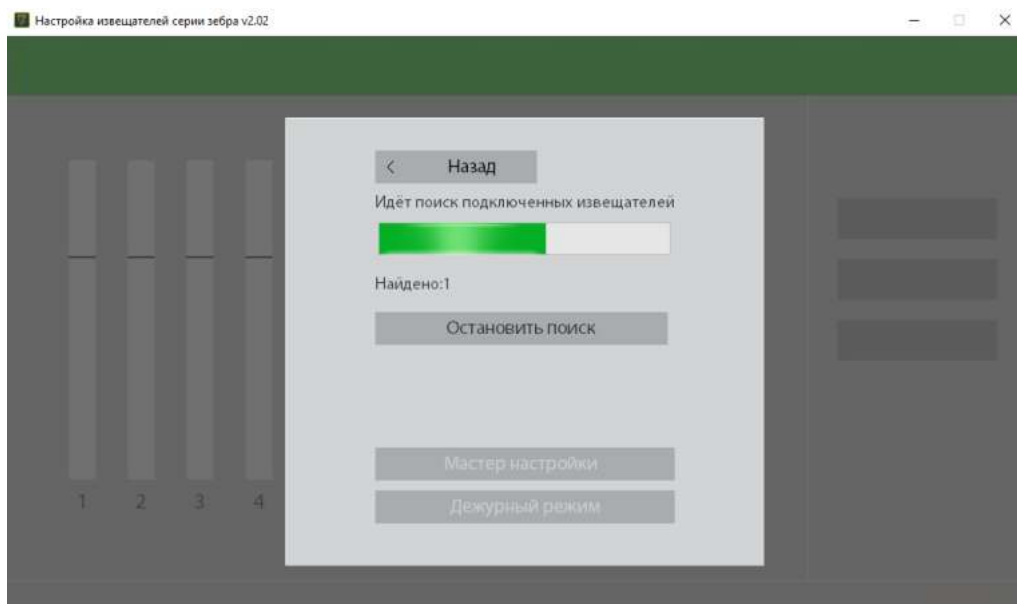 Настройка извещателей серии зебра v2.02
< Назад
Идёт поиск подключенных извещателей
Найдено:1
Остановить поиск
Мастер настройки
Дежурный режим
1 2 3 4